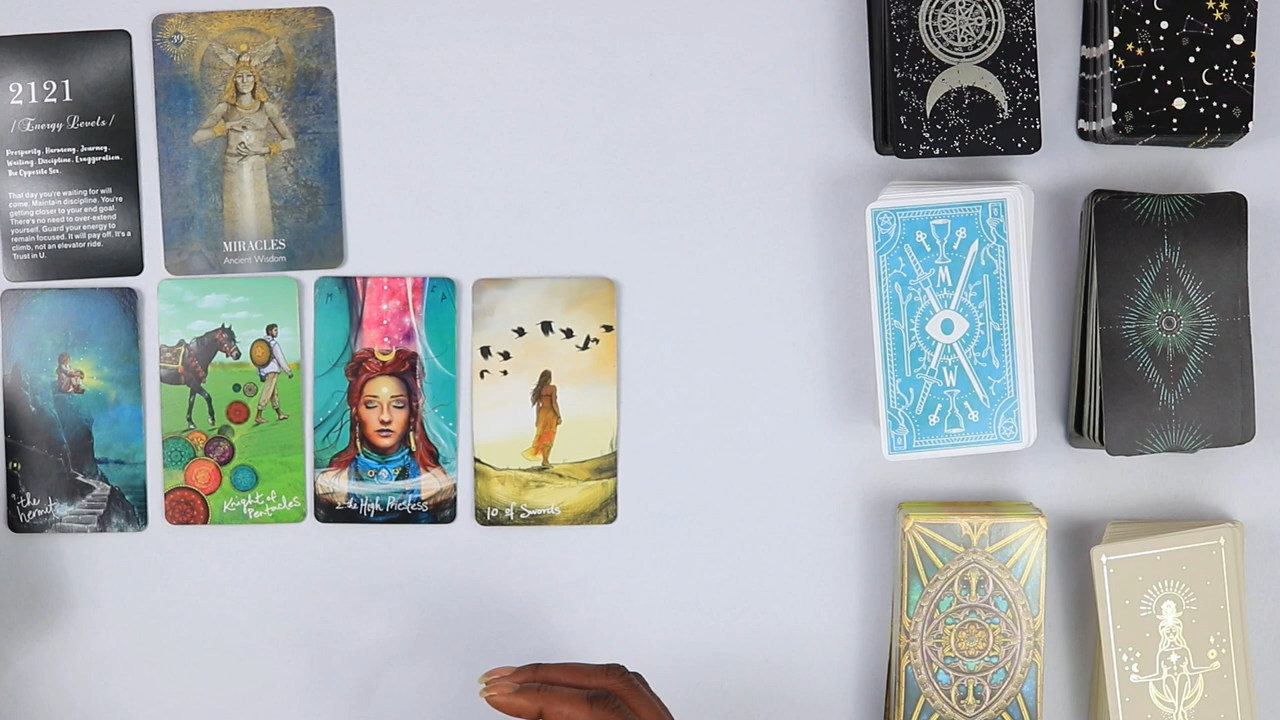 2121
/Energy Levels/
Prosperity. Harmony. Journey.
Waiting. Discipline. Exaggeration.
The Opposite Sex.
That day you're waiting for will
come. Maintain discipline. You're
getting closer to your end goal.
There's no need to over-extend
yourself. Guard your energy to
remain focused. It will pay off. It's a
climb, not an elevator ride.
Trust in U.
39
MIRACLES
Ancient Wisdom
the
hermit
Knight of
Pentacles
2 the High Priestess
10 of Swords
M
W